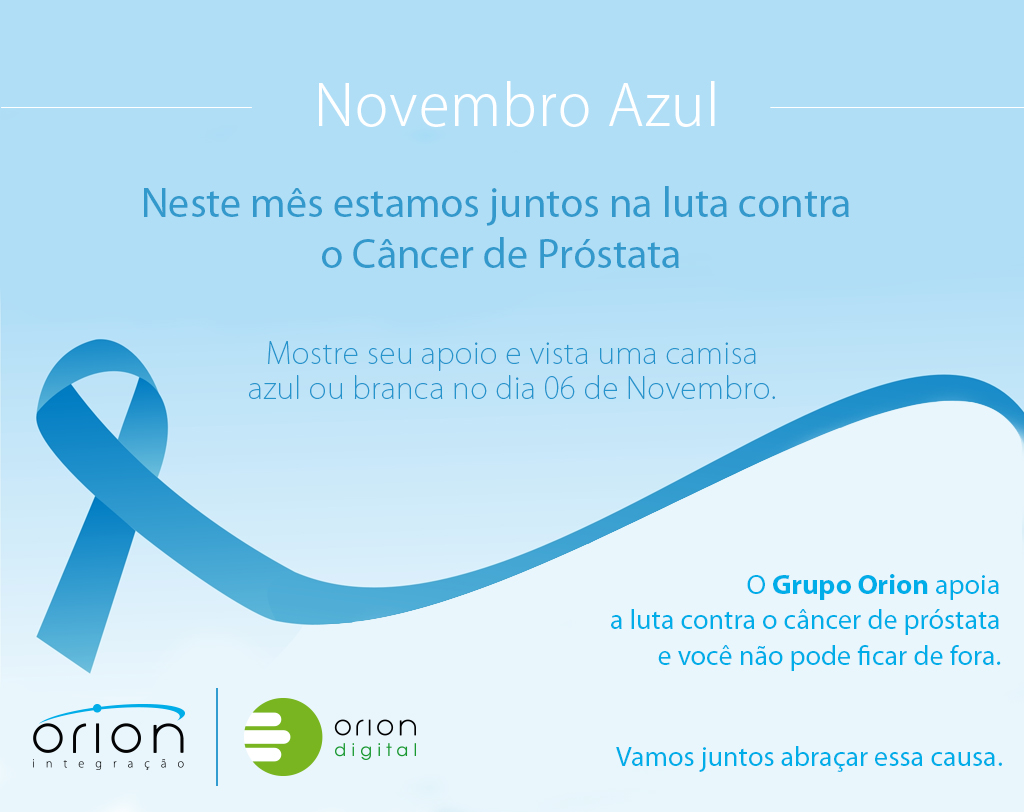 Novembro Azul
Neste mês estamos juntos na luta contra
o Câncer de Próstata
Mostre seu apoio e vista uma camisa
azul ou branca no dia 06 de Novembro.
O Grupo Orion apoia
a luta contra o câncer de próstata
e você não pode ficar de fora.
orion
integração
orion
digital
Vamos juntos abraçar essa causa.